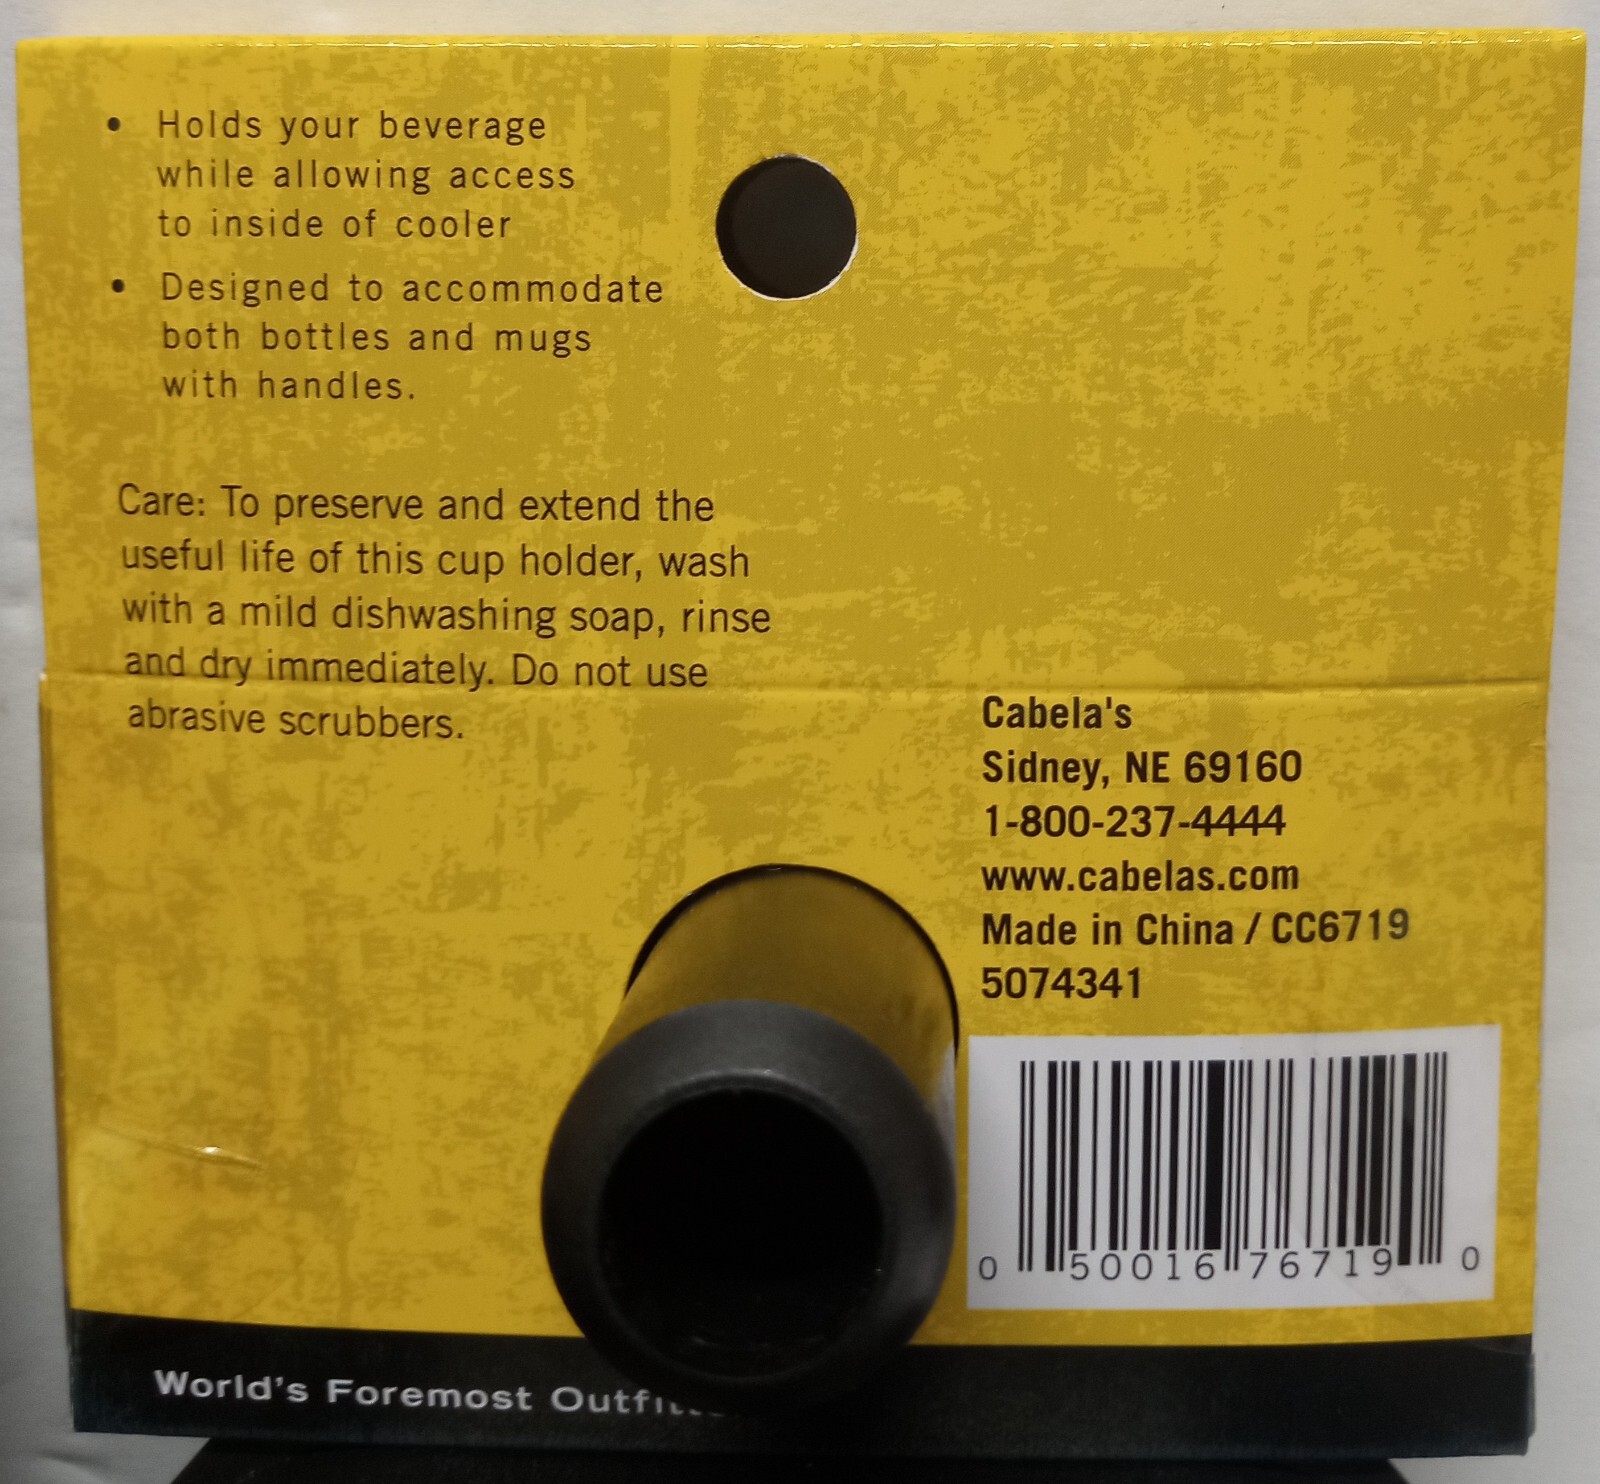 • Holds your beverage
while allowing access
to inside of cooler
• Designed to accommodate
both bottles and mugs
with handles.
Care: To preserve and extend the
useful life of this cup holder, wash
with a mild dishwashing soap, rinse
and dry immediately. Do not use
abrasive scrubbers.
Cabela's
Sidney, NE 69160
1-800-237-4444
www.cabelas.com
Made in China / CC6719
5074341
0 50016 76719 0
World's Foremost